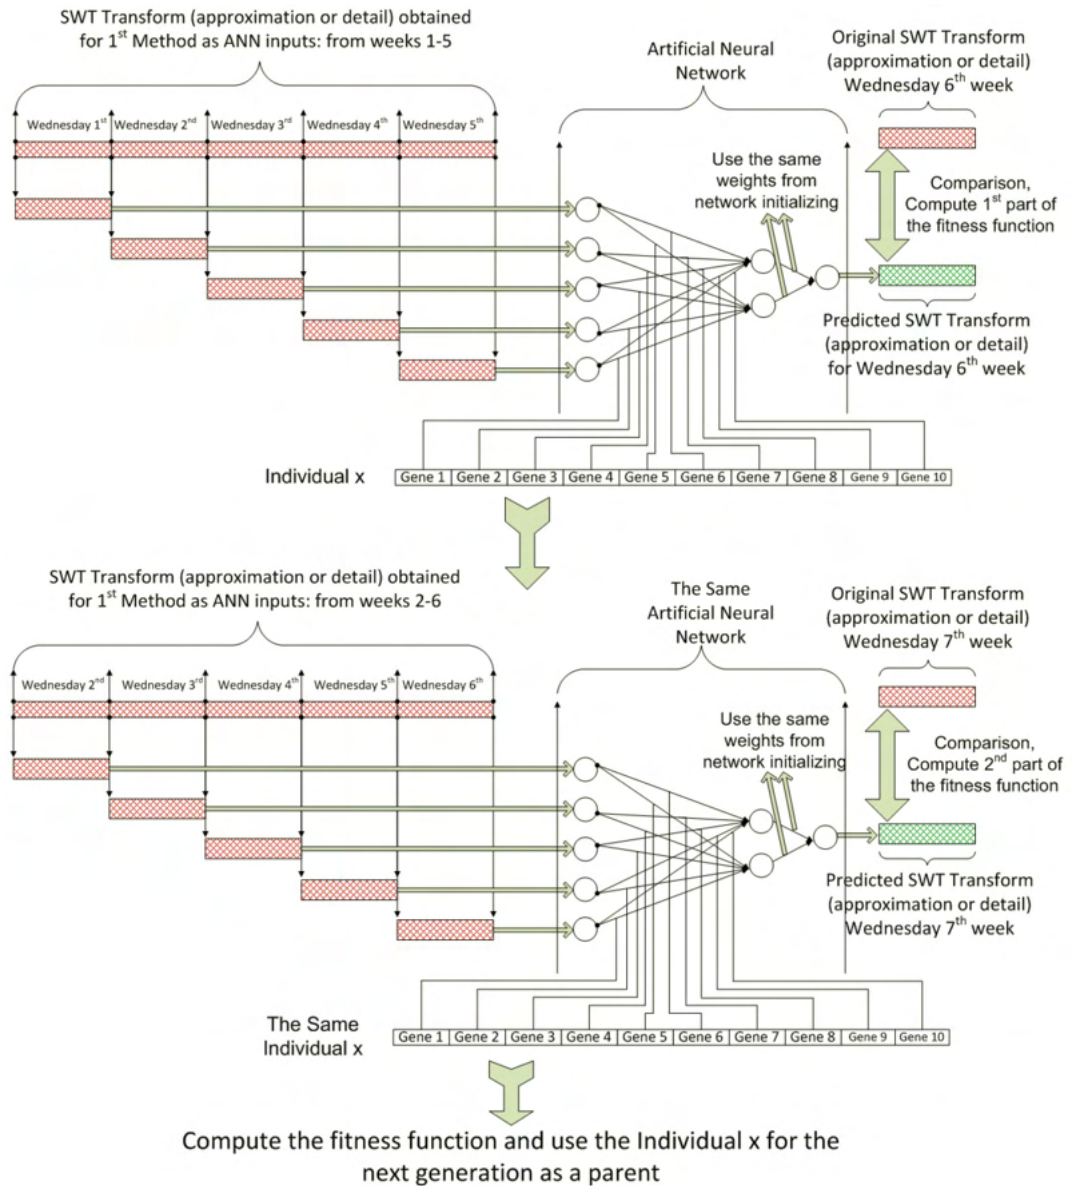 SWT Transform (approximation or detail) obtained
for 1st Method as ANN inputs: from weeks 1-5
Artificial Neural
Network
Original SWT Transform
(approximation or detail)
Wednesday 6th week
Wednesday 1st Wednesday 2nd Wednesday 3rd Wednesday 4th Wednesday 5th
Use the same
weights from
network initializing
Comparison,
Compute 1st part of
the fitness function
Predicted SWT Transform
(approximation or detail)
for Wednesday 6th week
Individual x
Gene 1 Gene 2 Gene 3 Gene 4 Gene 5 Gene 6 Gene 7 Gene 8 Gene 9 Gene 10
SWT Transform (approximation or detail) obtained
for 1st Method as ANN inputs: from weeks 2-6
The Same
Artificial Neural
Network
Original SWT Transform
(approximation or detail)
Wednesday 7th week
Wednesday 2nd Wednesday 3rd Wednesday 4th Wednesday 5th Wednesday 6th
Use the same
weights from
network initializing
Comparison,
Compute 2nd part of
the fitness function
Predicted SWT Transform
(approximation or detail)
Wednesday 7th week
The Same
Individual x
Gene 1 Gene 2 Gene 3 Gene 4 Gene 5 Gene 6 Gene 7 Gene 8 Gene 9 Gene 10
Compute the fitness function and use the Individual x for the
next generation as a parent